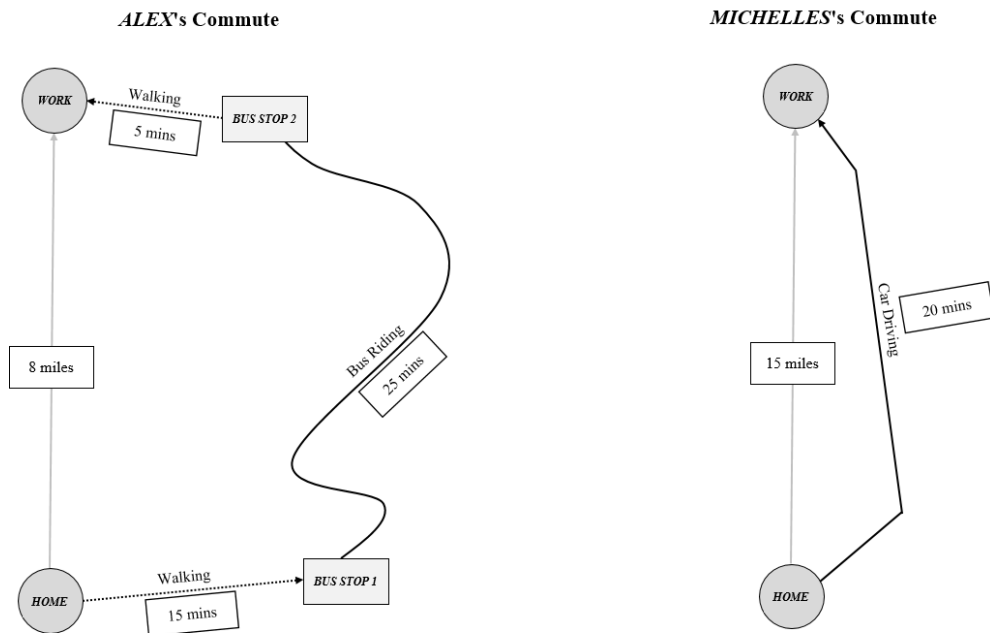 ALEX's Commute
WORK
Walking
5 mins
BUS STOP 2
8 miles
Bus Riding
25 mins
HOME
Walking
15 mins
BUS STOP 1
MICHELLES's Commute
WORK
15 miles
Car Driving
20 mins
HOME